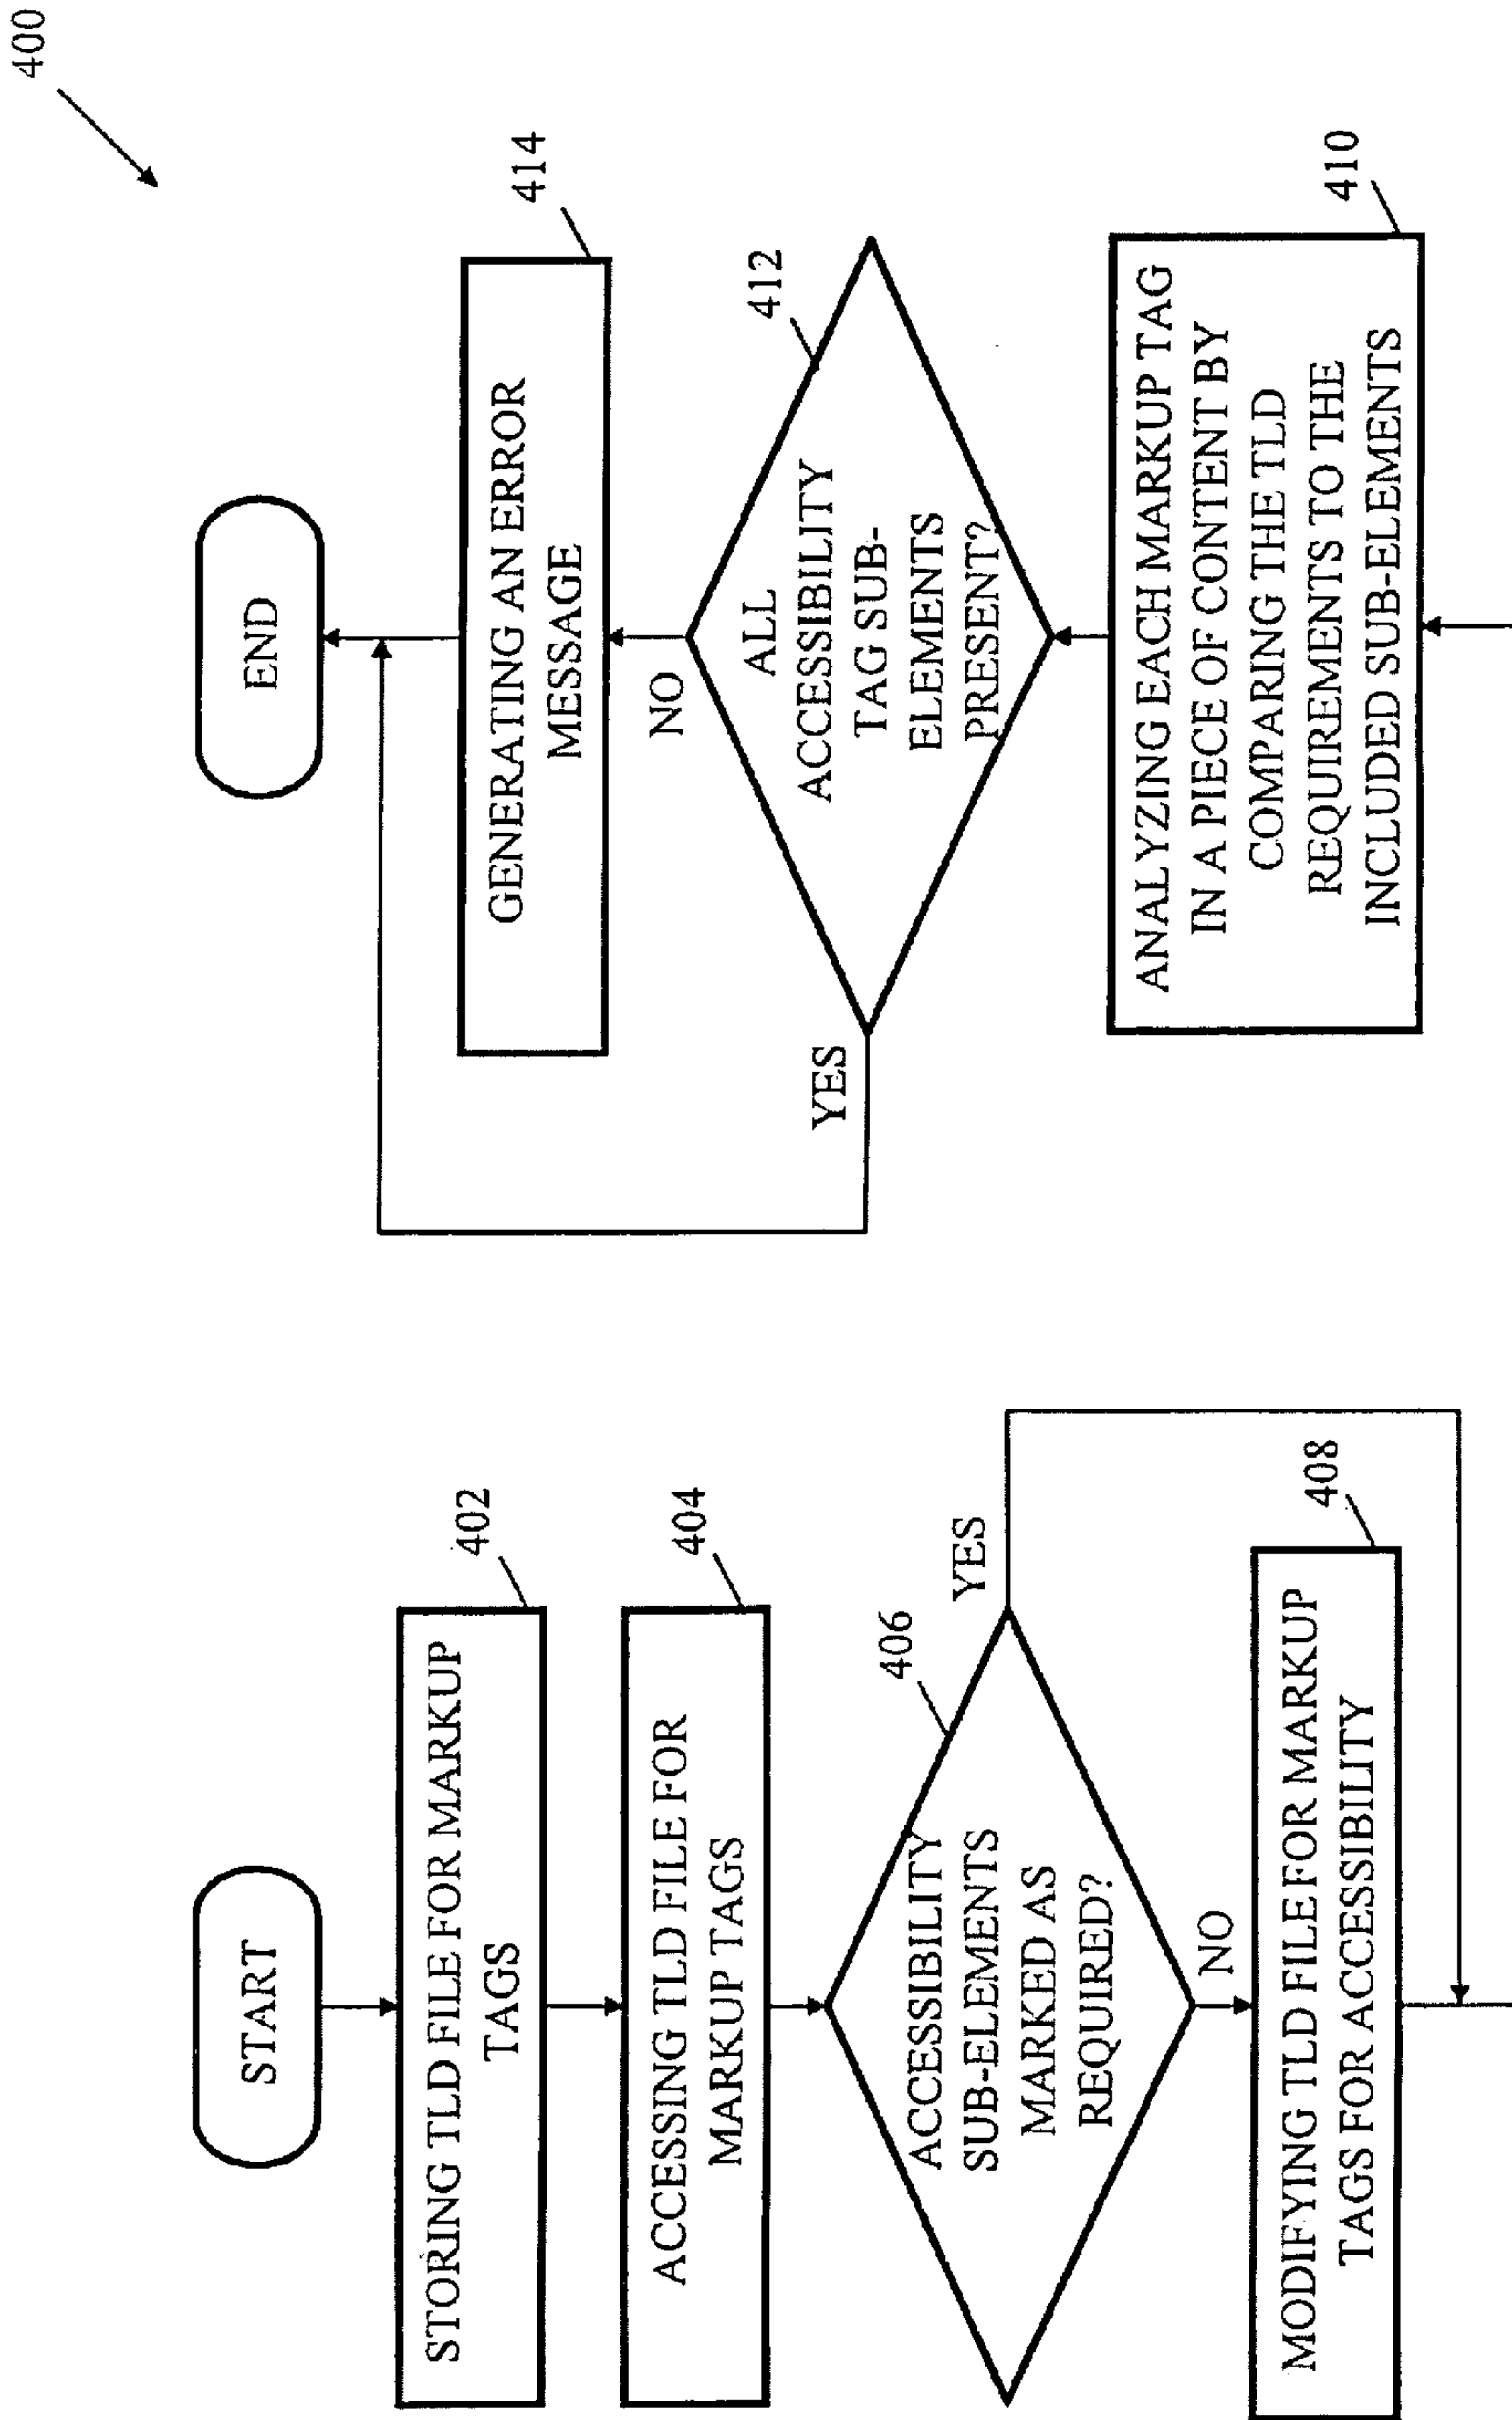 400
START
STORING TLD FILE FOR MARKUP
TAGS
402
ACCESSING TLD FILE FOR
MARKUP TAGS
404
ACCESSIBILITY
SUB-ELEMENTS
MARKED AS
REQUIRED?
406
YES
NO
MODIFYING TLD FILE FOR MARKUP
TAGS FOR ACCESSIBILITY
408
ANALYZING EACH MARKUP TAG
IN A PIECE OF CONTENT BY
COMPARING THE TLD
REQUIREMENTS TO THE
INCLUDED SUB-ELEMENTS
410
ALL
ACCESSIBILITY
TAG SUB-
ELEMENTS
PRESENT?
412
YES
NO
GENERATING AN ERROR
MESSAGE
414
END